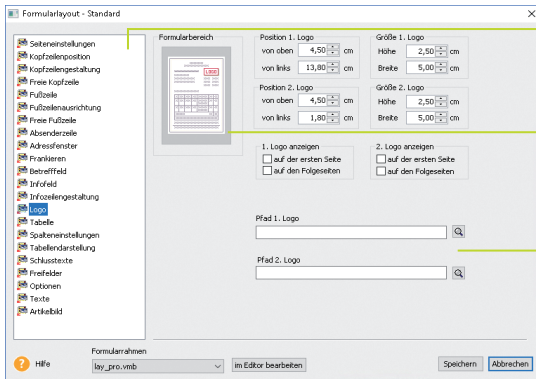 Formularlayout - Standard
Seiteneinstellungen
Kopfzeilenposition
Kopfzeilengestaltung
Freie Kopfzeile
Fußzeile
Fußzeilenausrichtung
Freie Fußzeile
Absenderzeile
Adressfenster
Frankieren
Betrefffeld
Infofeld
Infozeilengestaltung
Logo
Tabelle
Spalteneinstellungen
Tabellendarstellung
Schlusstexte
Freifelder
Optionen
Texte
Artikelbild
Formularbereich
LOGO
Position 1. Logo
von oben 4,50 cm
von links 13,80 cm
Größe 1. Logo
Höhe 2,50 cm
Breite 5,00 cm
Position 2. Logo
von oben 4,50 cm
von links 1,80 cm
Größe 2. Logo
Höhe 2,50 cm
Breite 5,00 cm
1. Logo anzeigen
auf der ersten Seite
auf den Folgeseiten
2. Logo anzeigen
auf der ersten Seite
auf den Folgeseiten
Pfad 1. Logo
Pfad 2. Logo
Formularrahmen
? Hilfe lay_pro.vmb im Editor bearbeiten Speichern Abbrechen